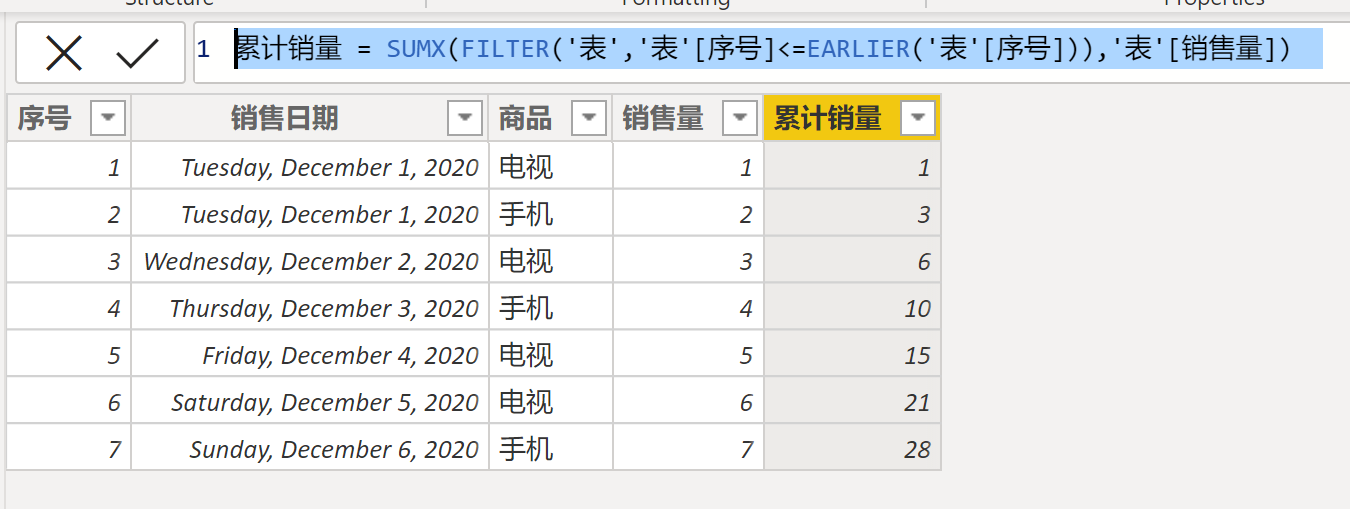 Structure Formatting Properties
1 累计销量 = SUMX(FILTER('表','表'[序号]<=EARLIER('表'[序号])),'表'[销售量])
序号 销售日期 商品 销售量 累计销量
1 Tuesday, December 1, 2020 电视 1 1
2 Tuesday, December 1, 2020 手机 2 3
3 Wednesday, December 2, 2020 电视 3 6
4 Thursday, December 3, 2020 手机 4 10
5 Friday, December 4, 2020 电视 5 15
6 Saturday, December 5, 2020 电视 6 21
7 Sunday, December 6, 2020 手机 7 28